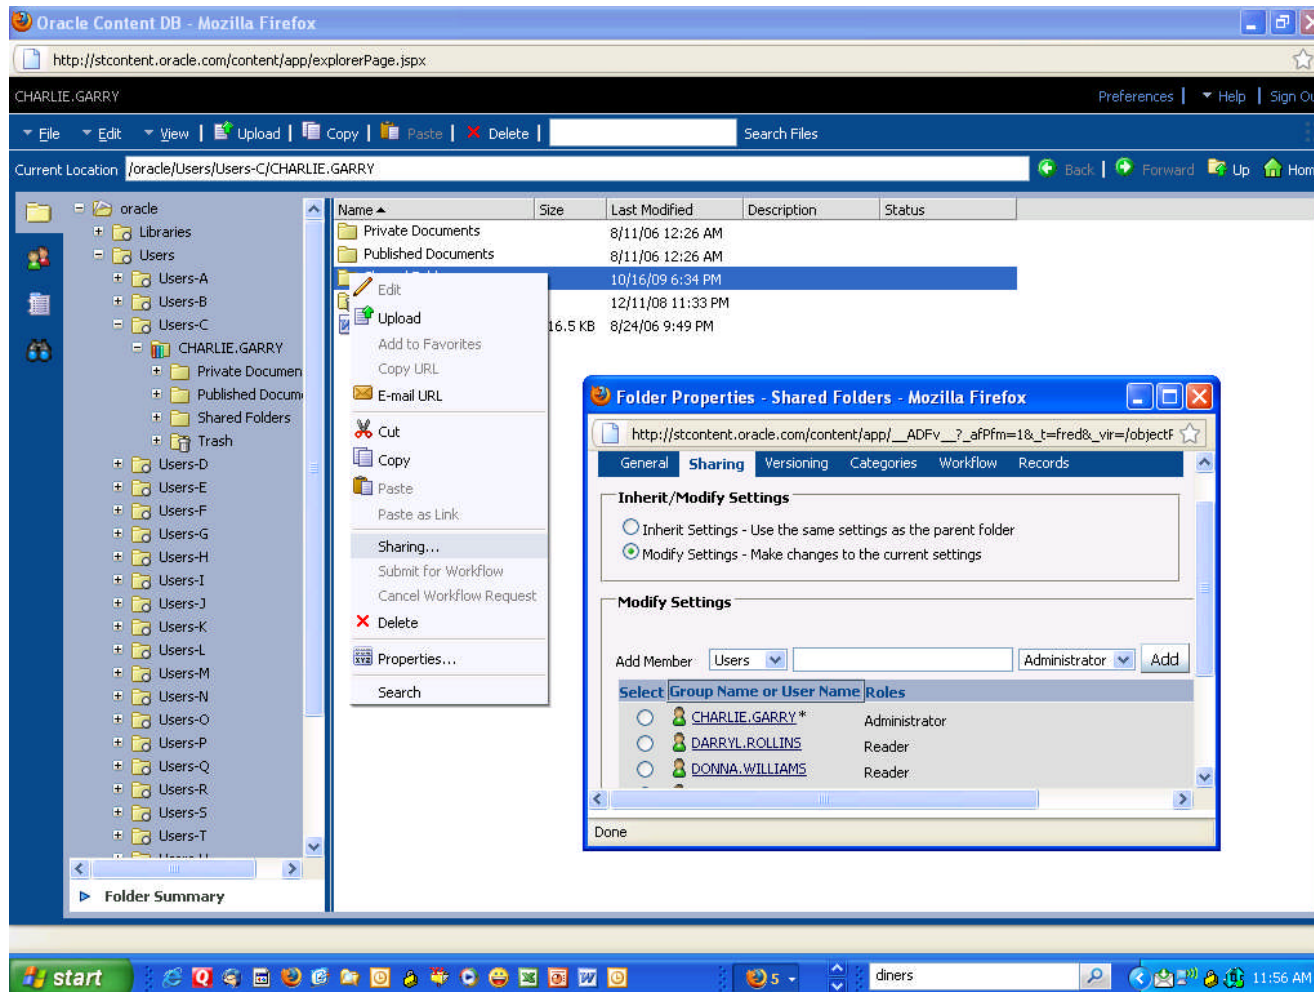 Oracle Content DB - Mozilla Firefox
http://stcontent.oracle.com/content/app/explorerPage.jspx
CHARLIE.GARRY Preferences | Help | Sign Ou
File Edit View | Upload | Copy | Paste | Delete | Search Files
Current Location /oracle/Users/Users-C/CHARLIE.GARRY Back | Forward Up Hom
oracle
Libraries
Users
Users-A
Users-B
Users-C
CHARLIE.GARRY
Private Documen
Published Docum
Shared Folders
Trash
Users-D
Users-E
Users-F
Users-G
Users-H
Users-I
Users-J
Users-K
Users-L
Users-M
Users-N
Users-O
Users-P
Users-Q
Users-R
Users-S
Users-T
Folder Summary
Name Size Last Modified Description Status
Private Documents 8/11/06 12:26 AM
Published Documents 8/11/06 12:26 AM
10/16/09 6:34 PM
12/11/08 11:33 PM
16.5 KB 8/24/06 9:49 PM
Edit
Upload
Add to Favorites
Copy URL
E-mail URL
Cut
Copy
Paste
Paste as Link
Sharing...
Submit for Workflow
Cancel Workflow Request
Delete
Properties...
Search
Folder Properties - Shared Folders - Mozilla Firefox
http://stcontent.oracle.com/content/app/__ADFv__?_afPfm=1&_t=fred&_vir=/objectF
General Sharing Versioning Categories Workflow Records
Inherit/Modify Settings
Inherit Settings - Use the same settings as the parent folder
Modify Settings - Make changes to the current settings
Modify Settings
Add Member Users Administrator Add
Select Group Name or User Name Roles
CHARLIE.GARRY* Administrator
DARRYL.ROLLINS Reader
DONNA.WILLIAMS Reader
Done
start 5 diners 11:56 AM